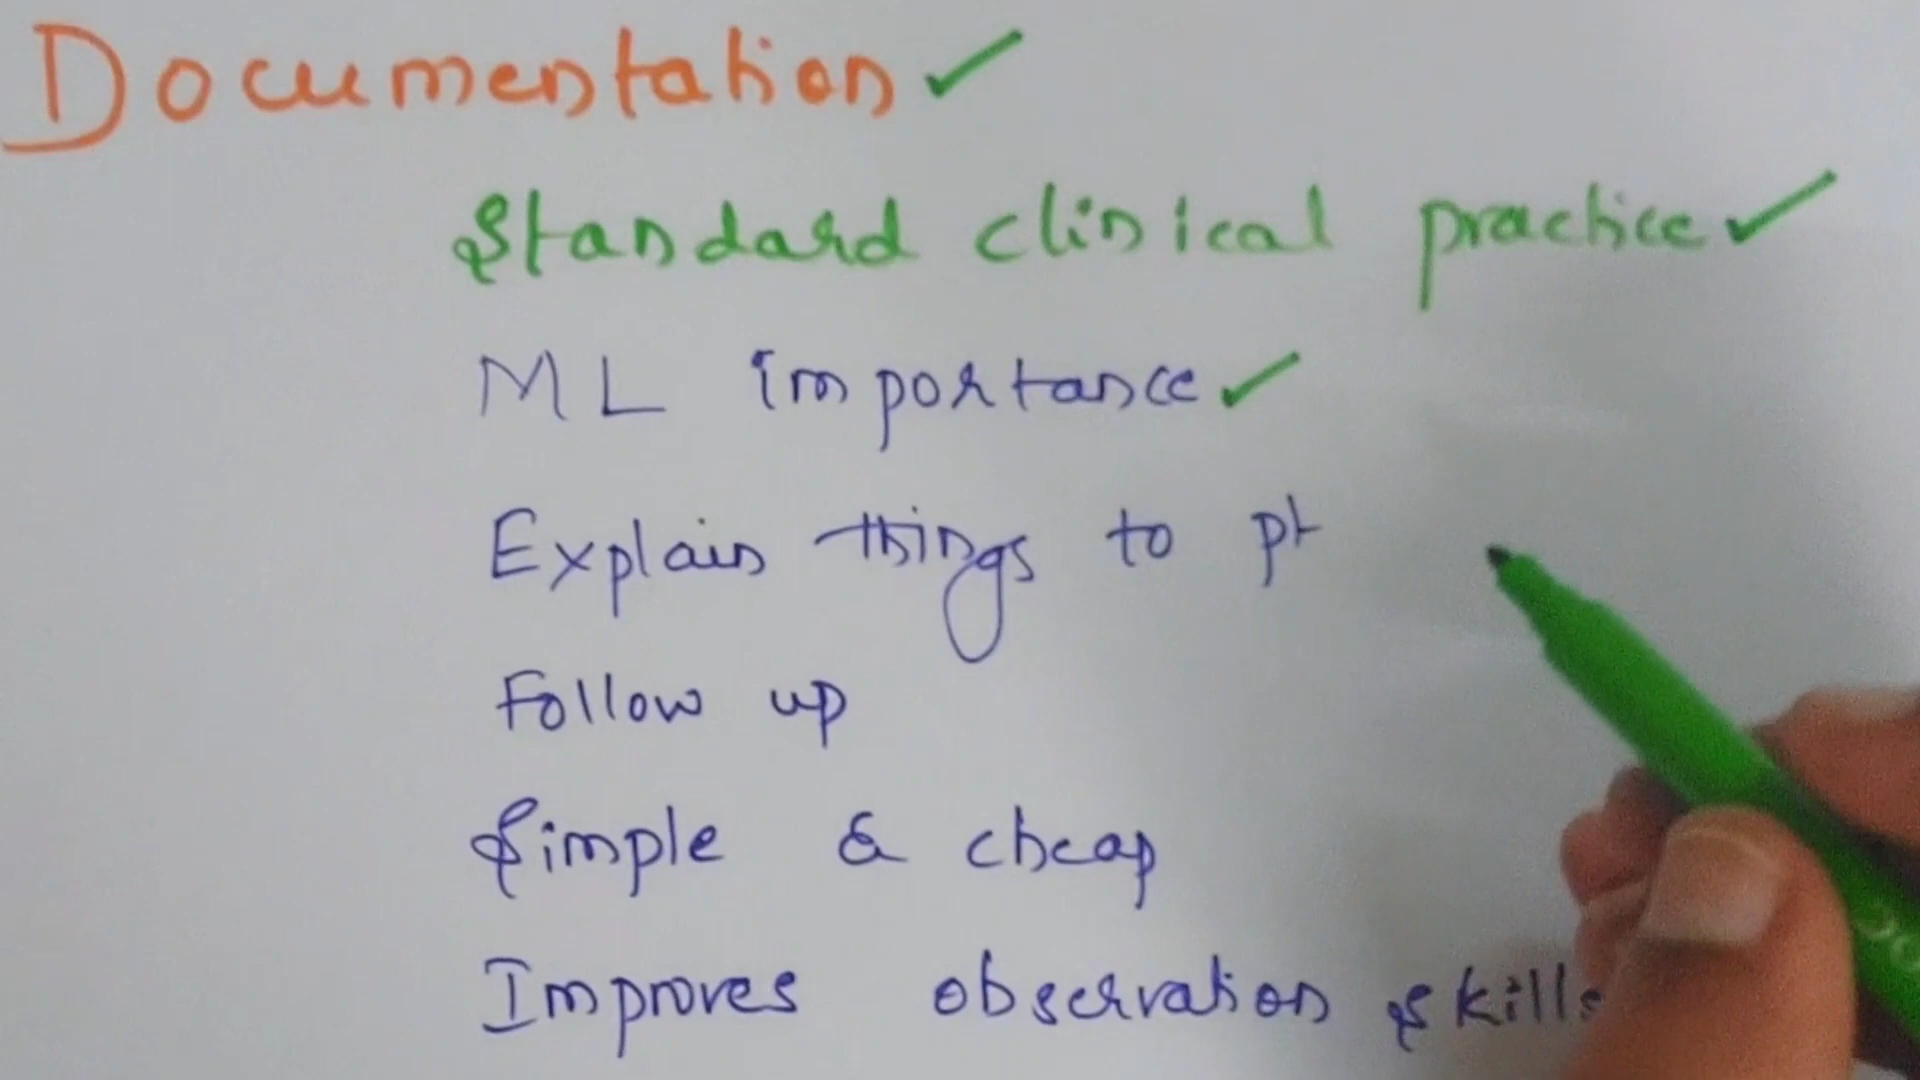 Documentation
Standard clinical practice
ML importance
Explain things to pt
Follow up
Simple & cheap
Improves observation skills